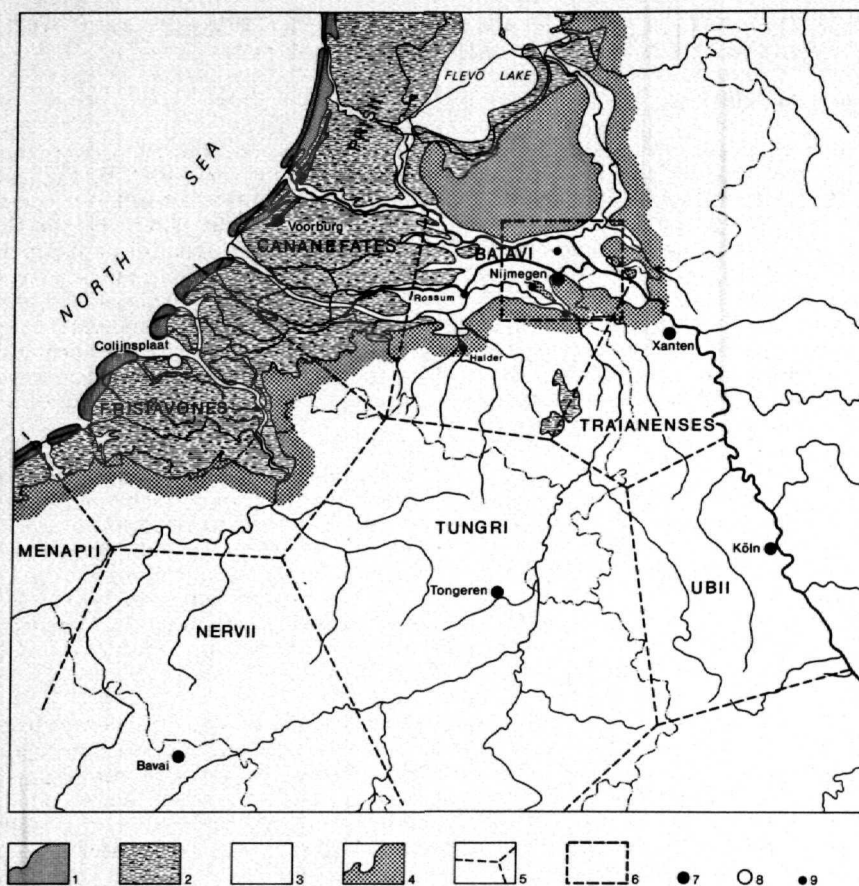 FLEVO LAKE
FRISII
SEA
NORTH
Voorburg
CANANEFATES
BATAVI
Nijmegen
Rossum
Xanten
Halder
Colijnsplaat
FRISIAVONES
TRAIANENSES
TUNGRI
MENAPII
Köln
UBII
Tongeren
NERVII
Bavai
1 2 3 4 5 6 7 8 9